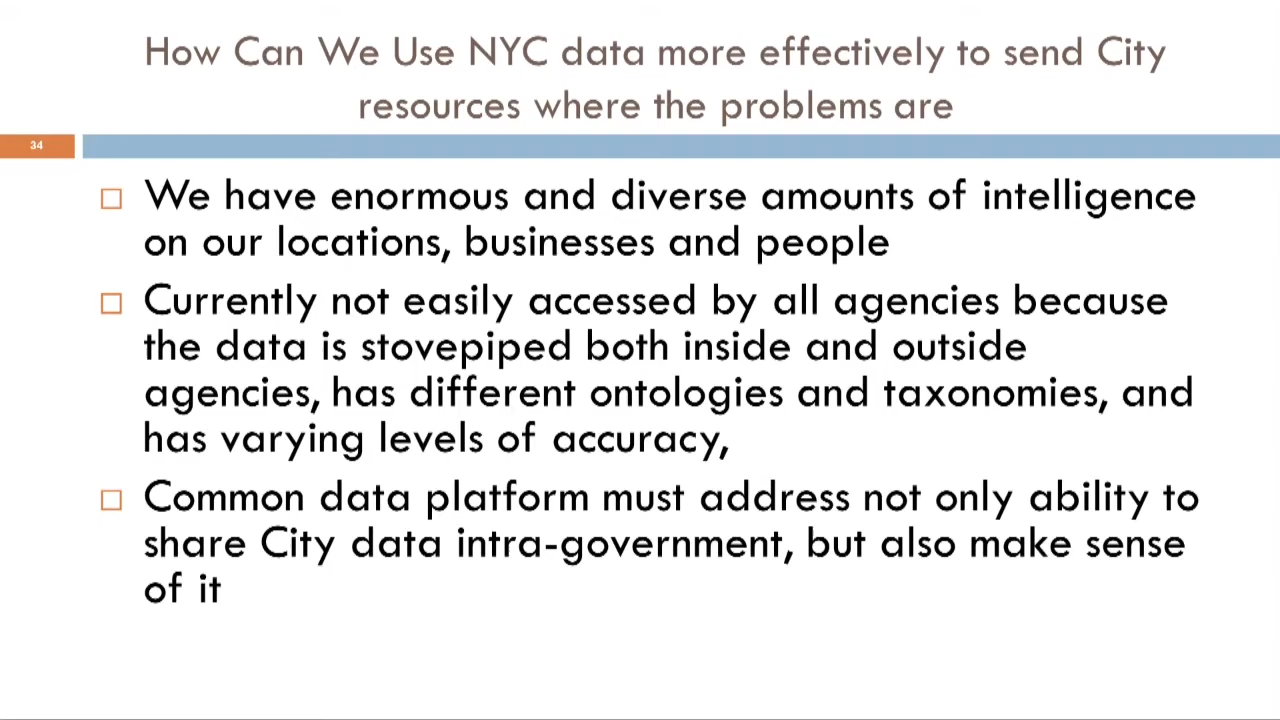 How Can We Use NYC data more effectively to send City
resources where the problems are
34
We have enormous and diverse amounts of intelligence
on our locations, businesses and people
Currently not easily accessed by all agencies because
the data is stovepiped both inside and outside
agencies, has different ontologies and taxonomies, and
has varying levels of accuracy,
Common data platform must address not only ability to
share City data intra-government, but also make sense
of it